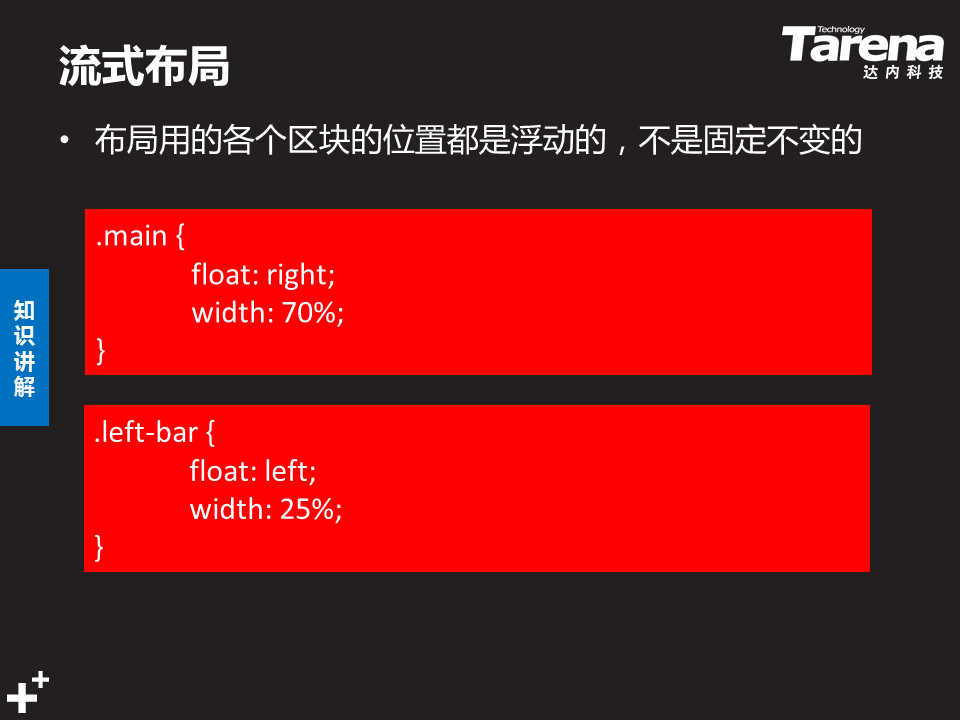 流式布局
Technology
Tarena
达内科技
• 布局用的各个区块的位置都是浮动的，不是固定不变的
.main {
float: right;
width: 70%;
}
知识讲解
.left-bar {
float: left;
width: 25%;
}